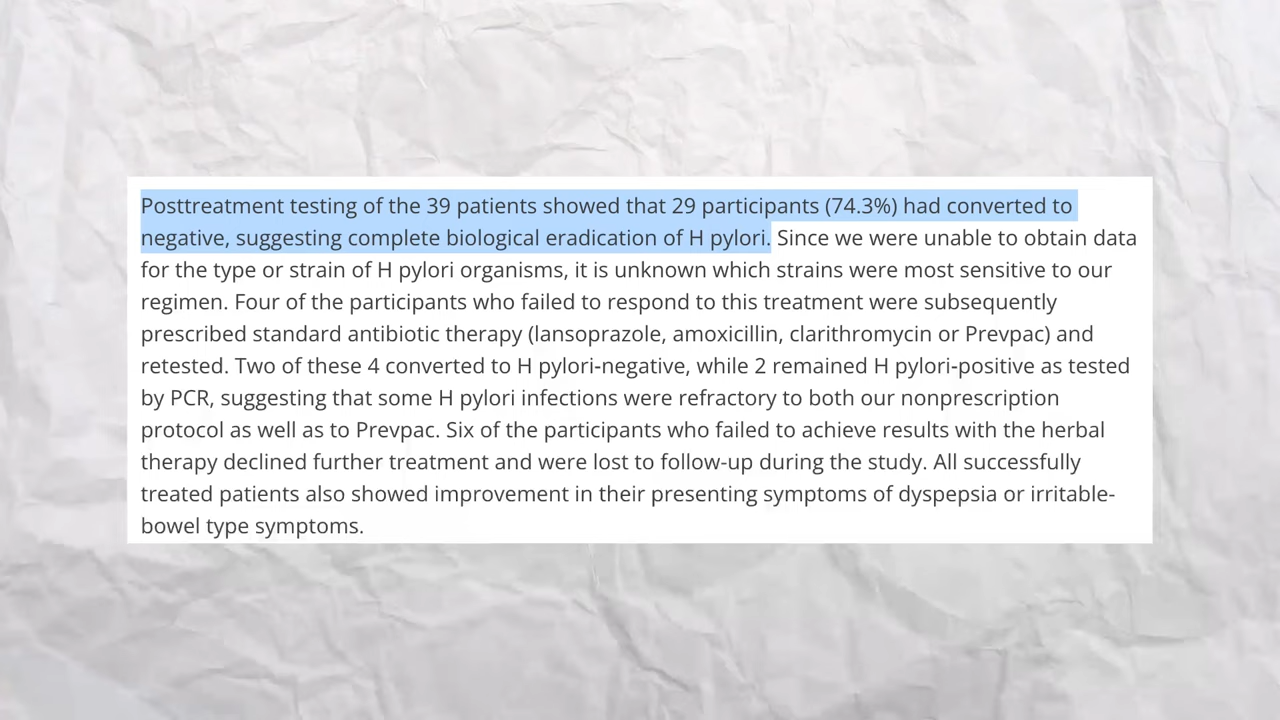 Posttreatment testing of the 39 patients showed that 29 participants (74.3%) had converted to
negative, suggesting complete biological eradication of H pylori. Since we were unable to obtain data
for the type or strain of H pylori organisms, it is unknown which strains were most sensitive to our
regimen. Four of the participants who failed to respond to this treatment were subsequently
prescribed standard antibiotic therapy (lansoprazole, amoxicillin, clarithromycin or Prevpac) and
retested. Two of these 4 converted to H pylori-negative, while 2 remained H pylori-positive as tested
by PCR, suggesting that some H pylori infections were refractory to both our nonprescription
protocol as well as to Prevpac. Six of the participants who failed to achieve results with the herbal
therapy declined further treatment and were lost to follow-up during the study. All successfully
treated patients also showed improvement in their presenting symptoms of dyspepsia or irritable-
bowel type symptoms.